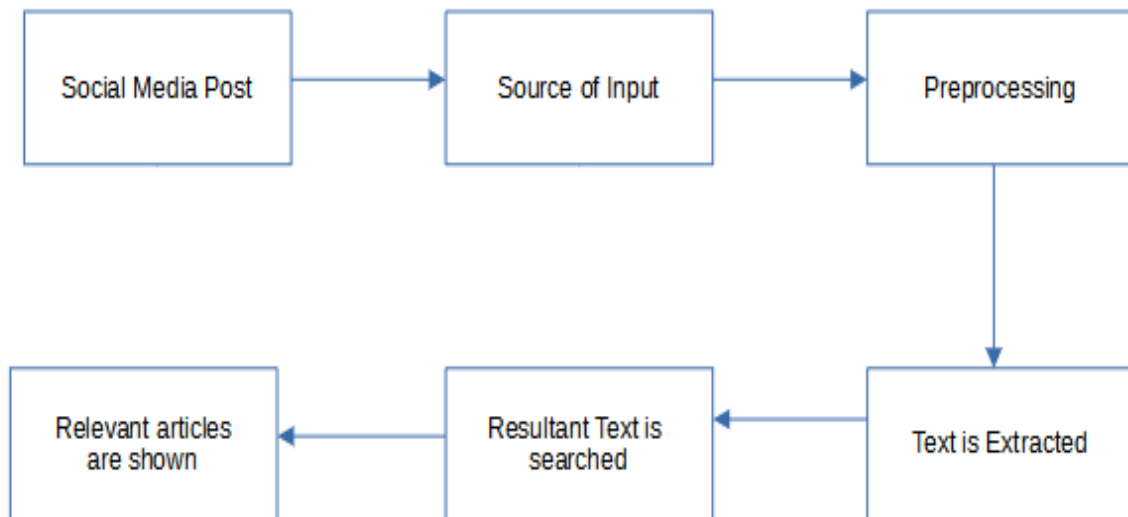 Social Media Post
Source of Input
Preprocessing
Text is Extracted
Resultant Text is
searched
Relevant articles
are shown